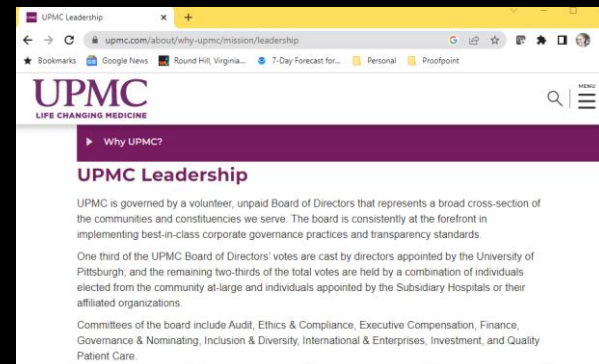 UPMC Leadership
upmc.com/about/why-upmc/mission/leadership
Bookmarks Google News Round Hill, Virginia... 7-Day Forecast for... Personal Proofpoint
UPMC
LIFE CHANGING MEDICINE
MENU
Why UPMC?
UPMC Leadership
UPMC is governed by a volunteer, unpaid Board of Directors that represents a broad cross-section of
the communities and constituencies we serve. The board is consistently at the forefront in
implementing best-in-class corporate governance practices and transparency standards.
One third of the UPMC Board of Directors' votes are cast by directors appointed by the University of
Pittsburgh; and the remaining two-thirds of the total votes are held by a combination of individuals
elected from the community at-large and individuals appointed by the Subsidiary Hospitals or their
affiliated organizations.
Committees of the board include Audit, Ethics & Compliance, Executive Compensation, Finance,
Governance & Nominating, Inclusion & Diversity, International & Enterprises, Investment, and Quality
Patient Care.